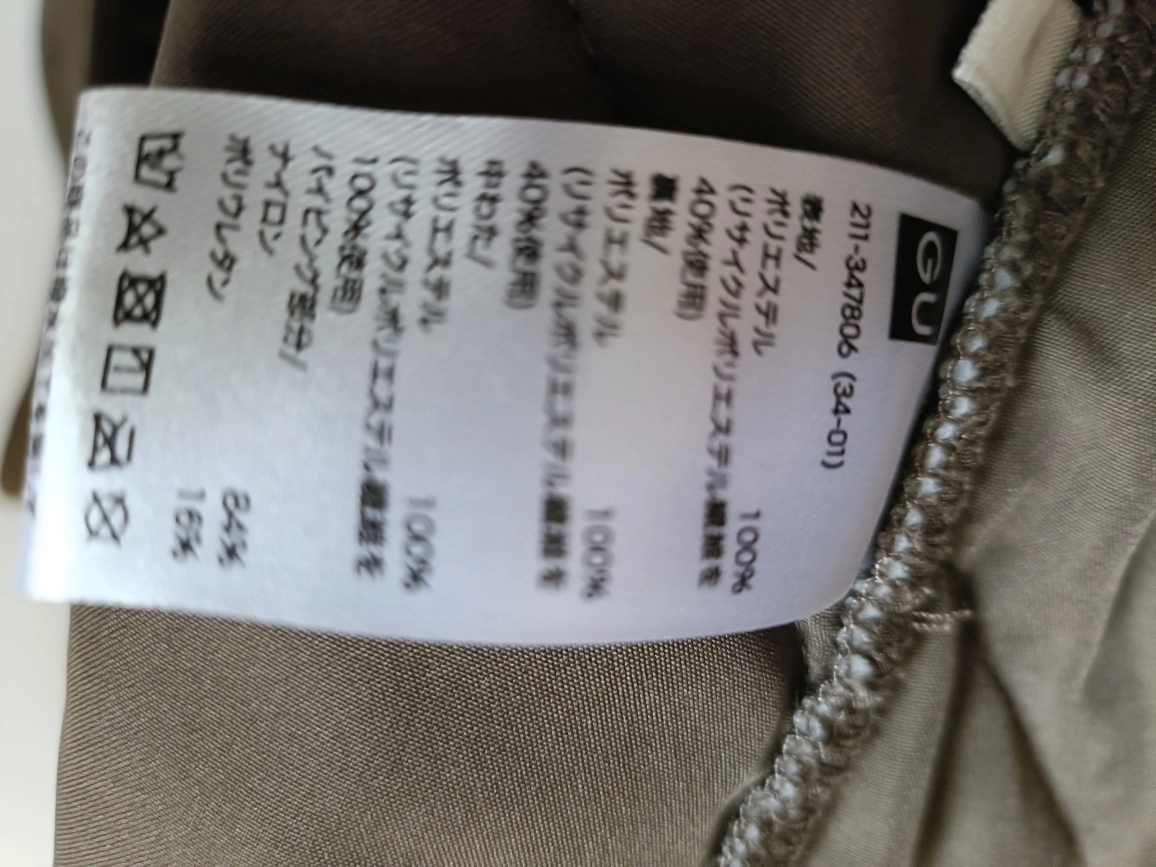 GU
211-347806 (34-01)
表地/
ポリエステル 100%
(リサイクルポリエステル繊維を
40%使用)
裏地/
ポリエステル 100%
(リサイクルポリエステル繊維を
40%使用)
中わた/
ポリエステル 100%
(リサイクルポリエステル繊維を
100%使用)
パイピング部分/
ナイロン 84%
ポリウレタン 16%